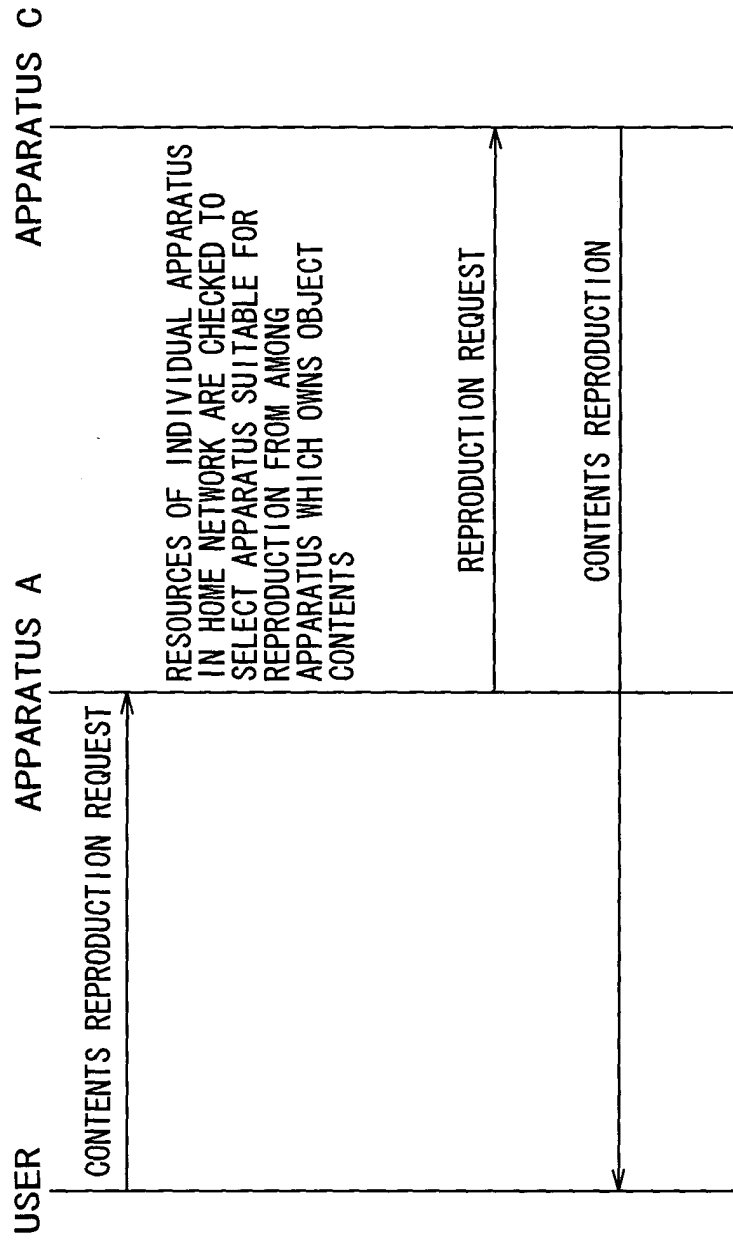 USER
APPARATUS A
APPARATUS C
CONTENTS REPRODUCTION REQUEST
RESOURCES OF INDIVIDUAL APPARATUS
IN HOME NETWORK ARE CHECKED TO
SELECT APPARATUS SUITABLE FOR
REPRODUCTION FROM AMONG
APPARATUS WHICH OWNS OBJECT
CONTENTS
REPRODUCTION REQUEST
CONTENTS REPRODUCTION